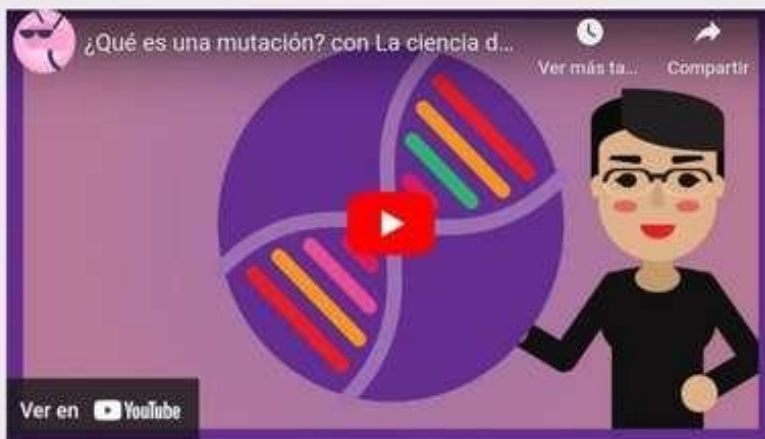 ¿Qué es una mutación? con La ciencia d...
Ver más ta...
Compartir
Ver en YouTube